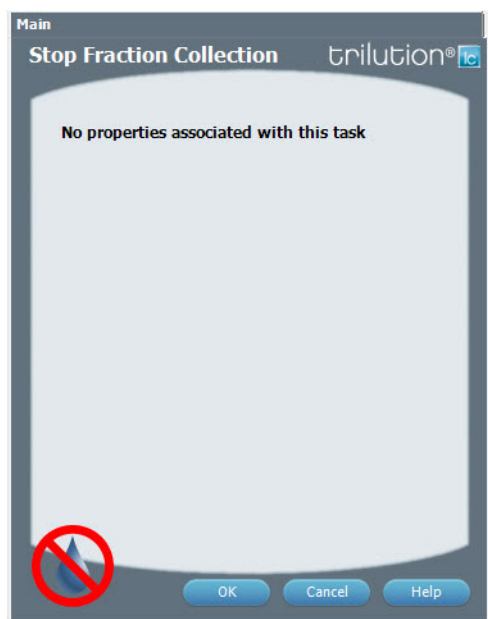 Main
Stop Fraction Collection trilution® lc
No properties associated with this task
OK Cancel Help